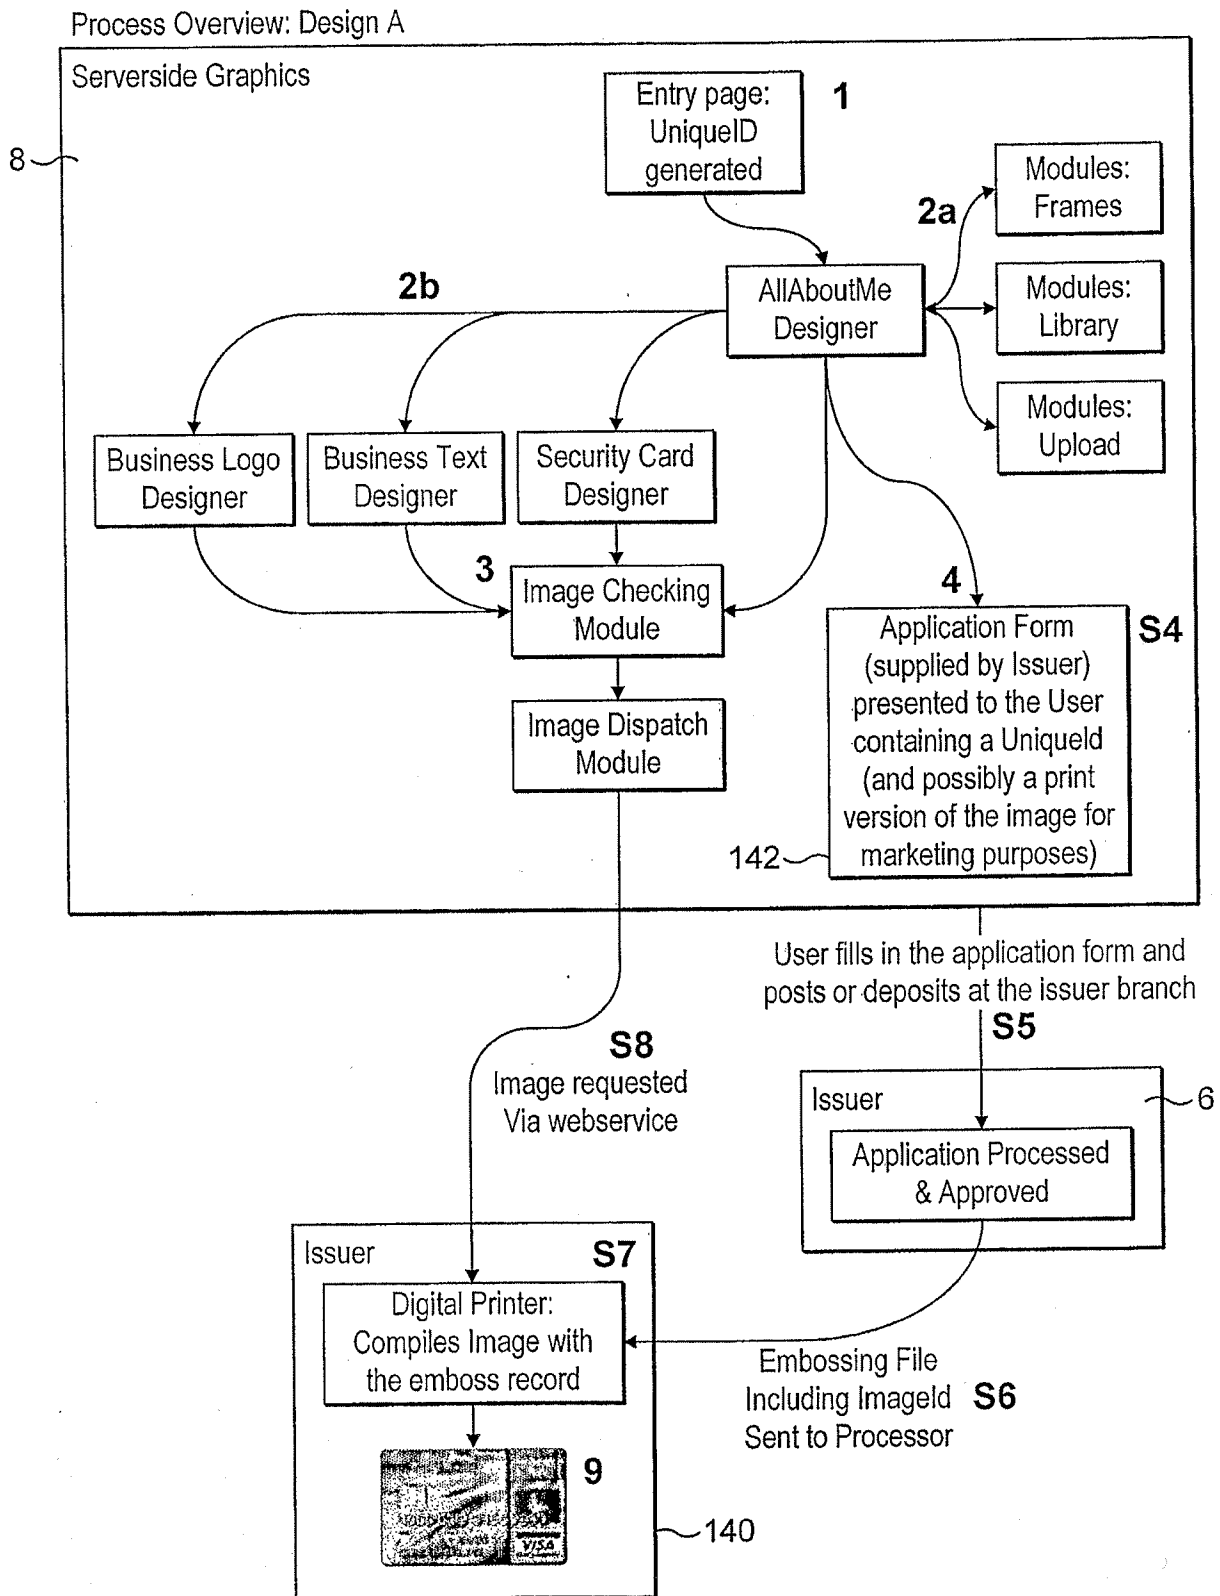 Process Overview: Design A
Serverside Graphics
8
Entry page:
UniqueID
generated
1
2a
Modules:
Frames
Modules:
Library
Modules:
Upload
AllAboutMe
Designer
2b
Business Logo
Designer
Business Text
Designer
Security Card
Designer
3
Image Checking
Module
Image Dispatch
Module
4
S4
Application Form
(supplied by Issuer)
presented to the User
containing a UniqueId
(and possibly a print
version of the image for
marketing purposes)
142
User fills in the application form and
posts or deposits at the issuer branch
S5
S8
Image requested
Via webservice
Issuer
6
Application Processed
& Approved
Issuer
S7
Digital Printer:
Compiles Image with
the emboss record
Embossing File
Including ImageId
Sent to Processor
S6
9
VISA
140